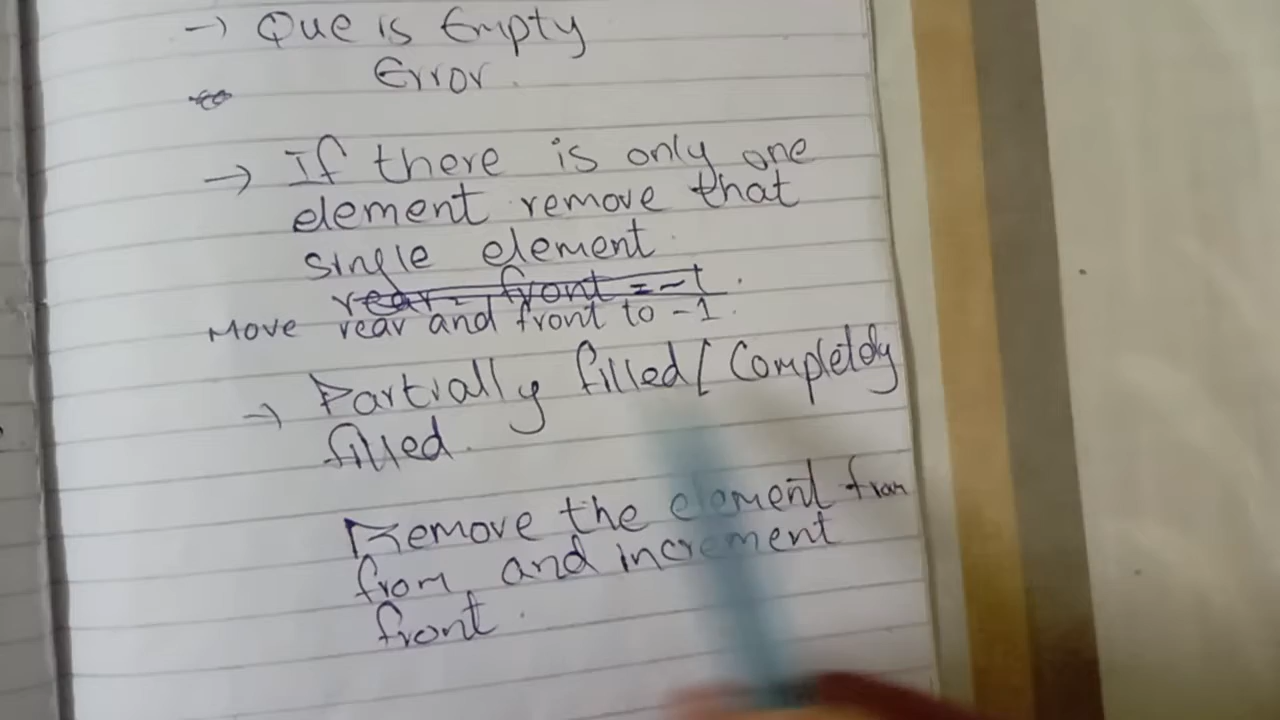 → Que is Empty
Error.
→ If there is only one
element remove that
single element.
rear = front = -1.
Move rear and front to -1.
→ Partially filled / Completely
filled.
Remove the element from
from and increment
front.